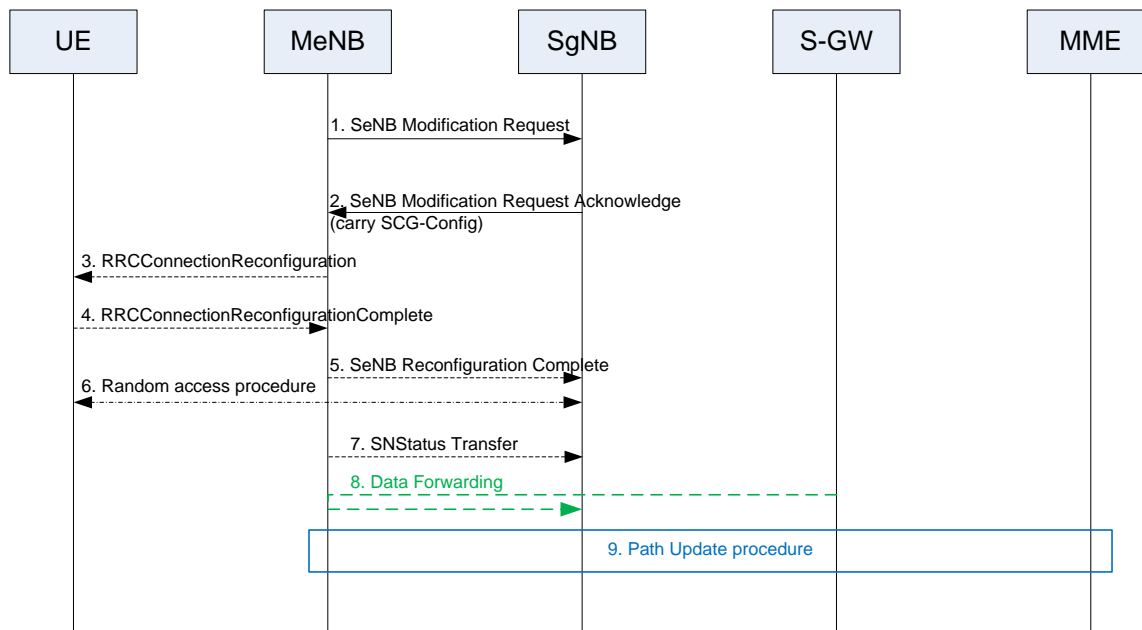 UE
MeNB
SgNB
S-GW
MME
1. SeNB Modification Request
2. SeNB Modification Request Acknowledge
(carry SCG-Config)
3. RRCConnectionReconfiguration
4. RRCConnectionReconfigurationComplete
5. SeNB Reconfiguration Complete
6. Random access procedure
7. SNStatus Transfer
8. Data Forwarding
9. Path Update procedure